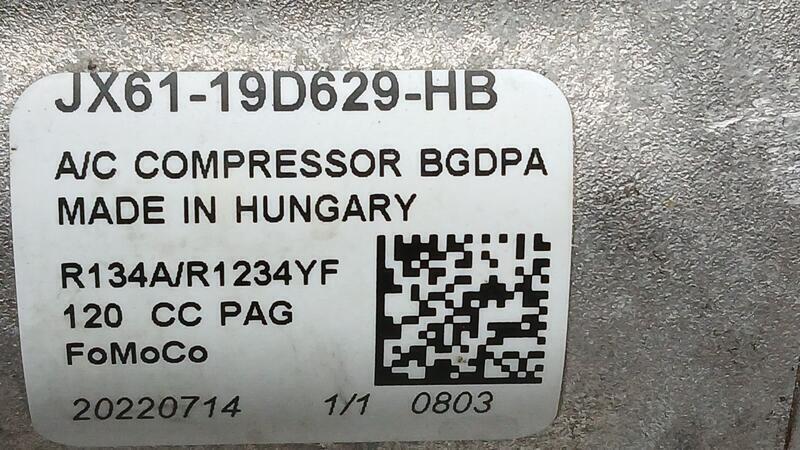 JX61-19D629-HB
A/C COMPRESSOR BGDPA
MADE IN HUNGARY
R134A/R1234YF
120 CC PAG
FoMoCo
20220714 1/1 0803